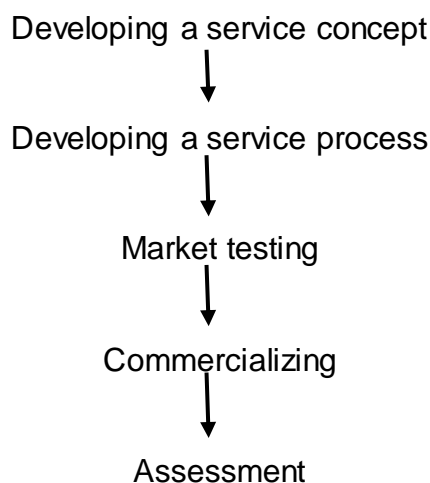 Developing a service concept
Developing a service process
Market testing
Commercializing
Assessment